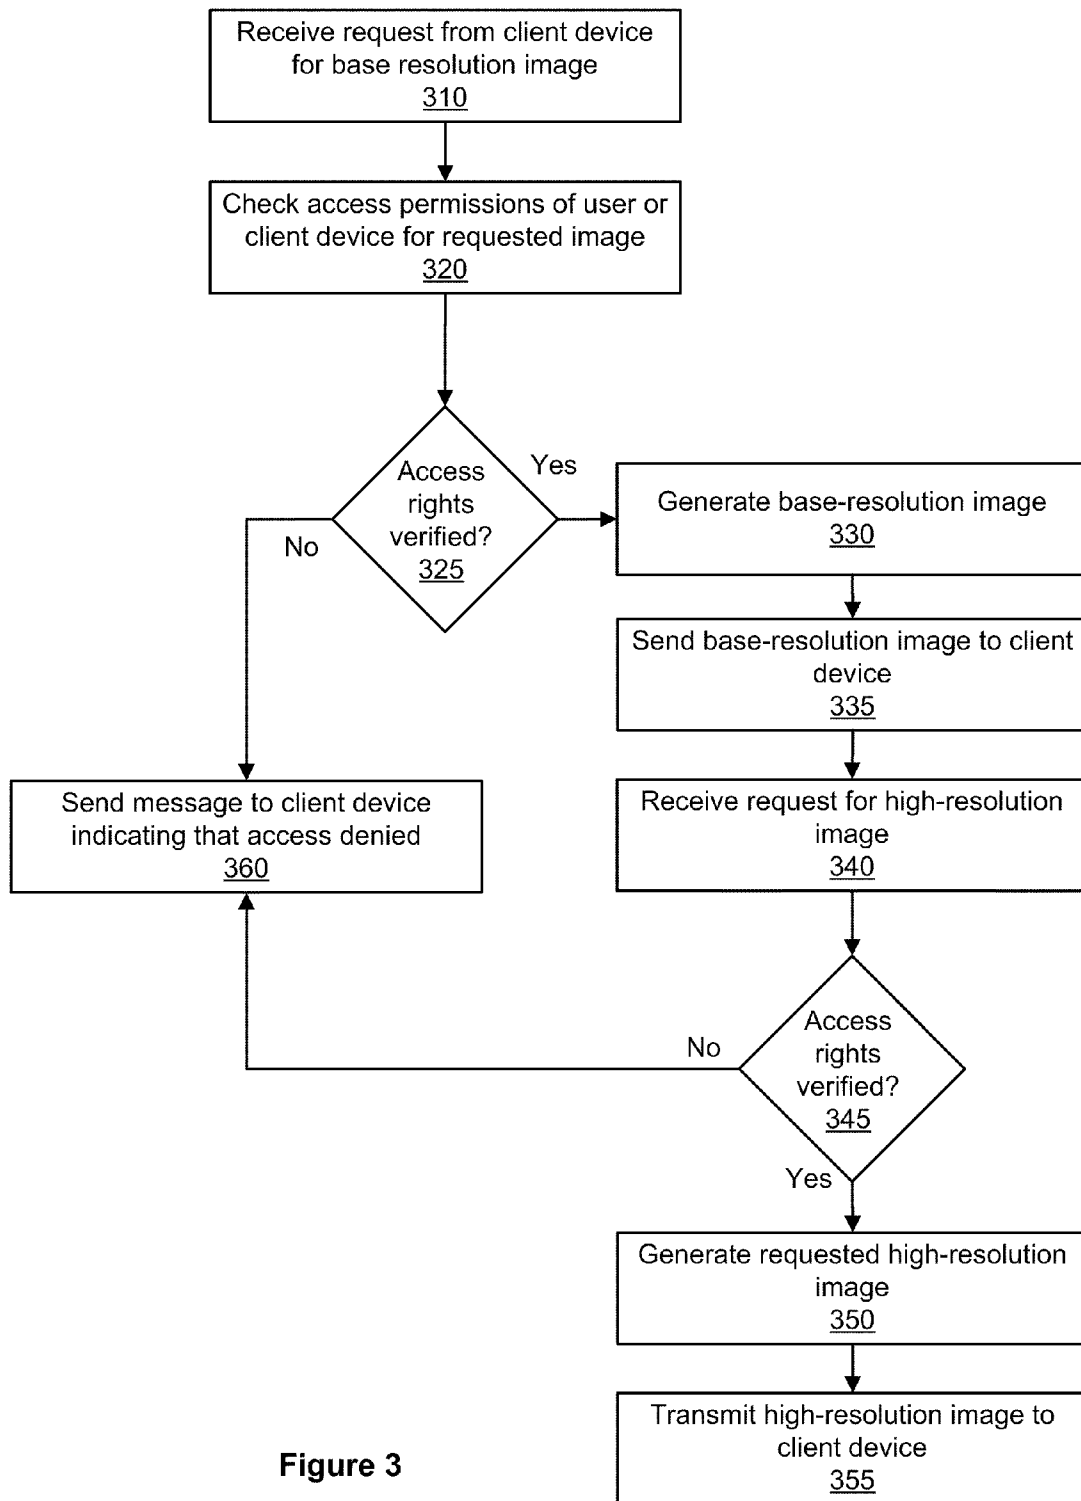 Receive request from client device
for base resolution image
310
Check access permissions of user or
client device for requested image
320
Access
rights
verified?
325
Yes
No
Generate base-resolution image
330
Send base-resolution image to client
device
335
Receive request for high-resolution
image
340
Send message to client device
indicating that access denied
360
Access
rights
verified?
345
No
Yes
Generate requested high-resolution
image
350
Transmit high-resolution image to
client device
355
Figure 3